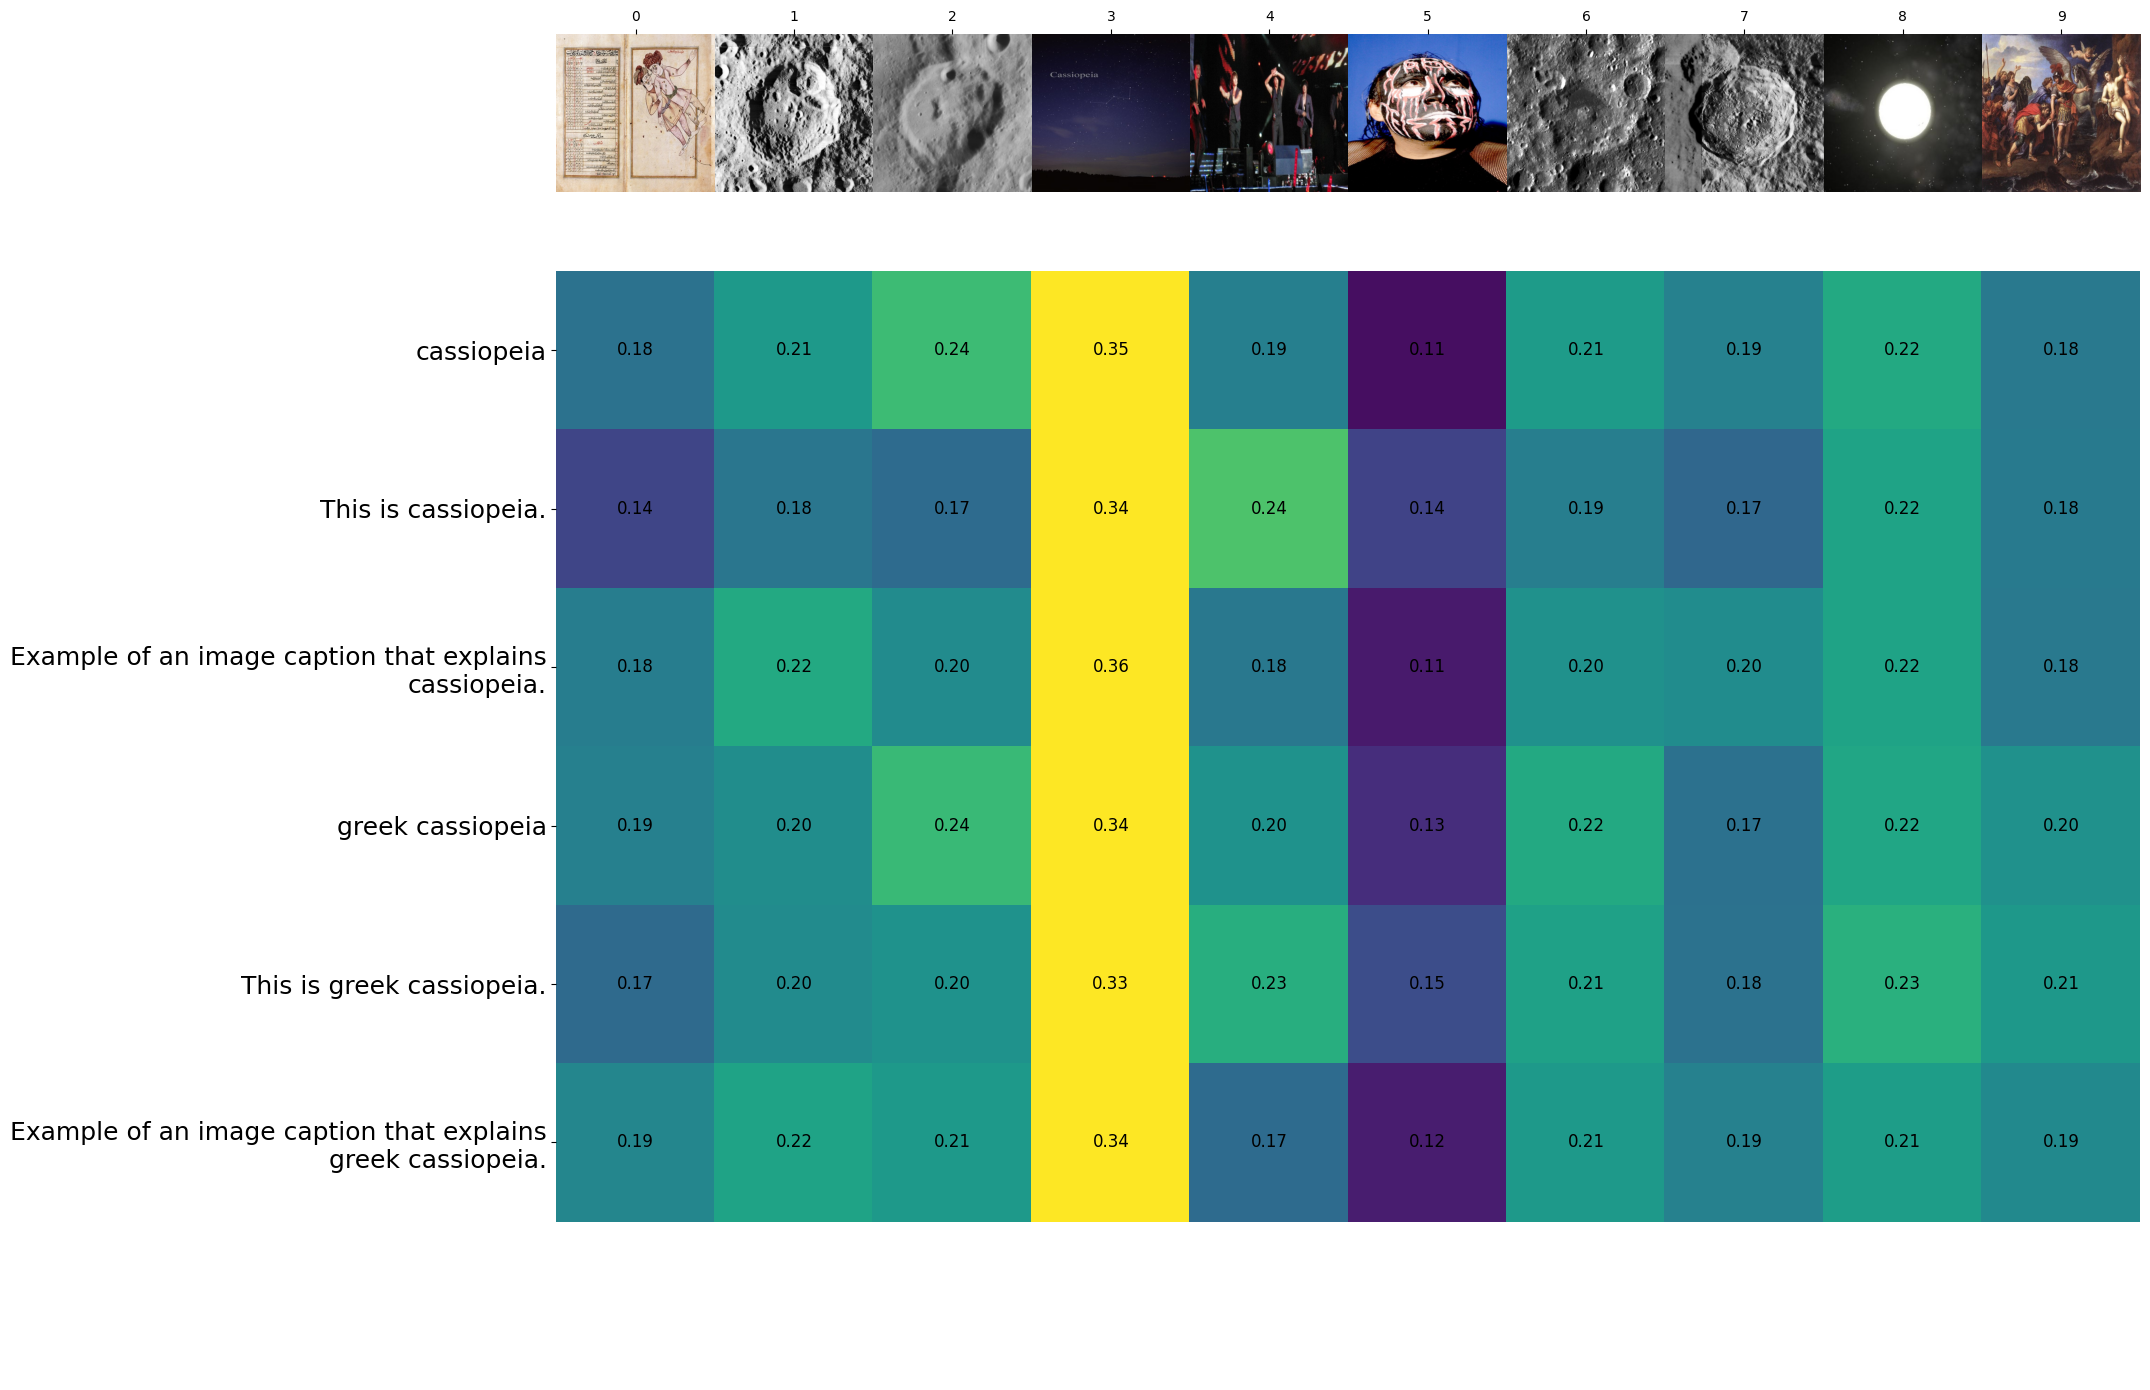 0 1 2 3 4 5 6 7 8 9
Cassiopeia
cassiopeia 0.18 0.21 0.24 0.35 0.19 0.11 0.21 0.19 0.22 0.18
This is cassiopeia. 0.14 0.18 0.17 0.34 0.24 0.14 0.19 0.17 0.22 0.18
Example of an image caption that explains
cassiopeia. 0.18 0.22 0.20 0.36 0.18 0.11 0.20 0.20 0.22 0.18
greek cassiopeia 0.19 0.20 0.24 0.34 0.20 0.13 0.22 0.17 0.22 0.20
This is greek cassiopeia. 0.17 0.20 0.20 0.33 0.23 0.15 0.21 0.18 0.23 0.21
Example of an image caption that explains
greek cassiopeia. 0.19 0.22 0.21 0.34 0.17 0.12 0.21 0.19 0.21 0.19